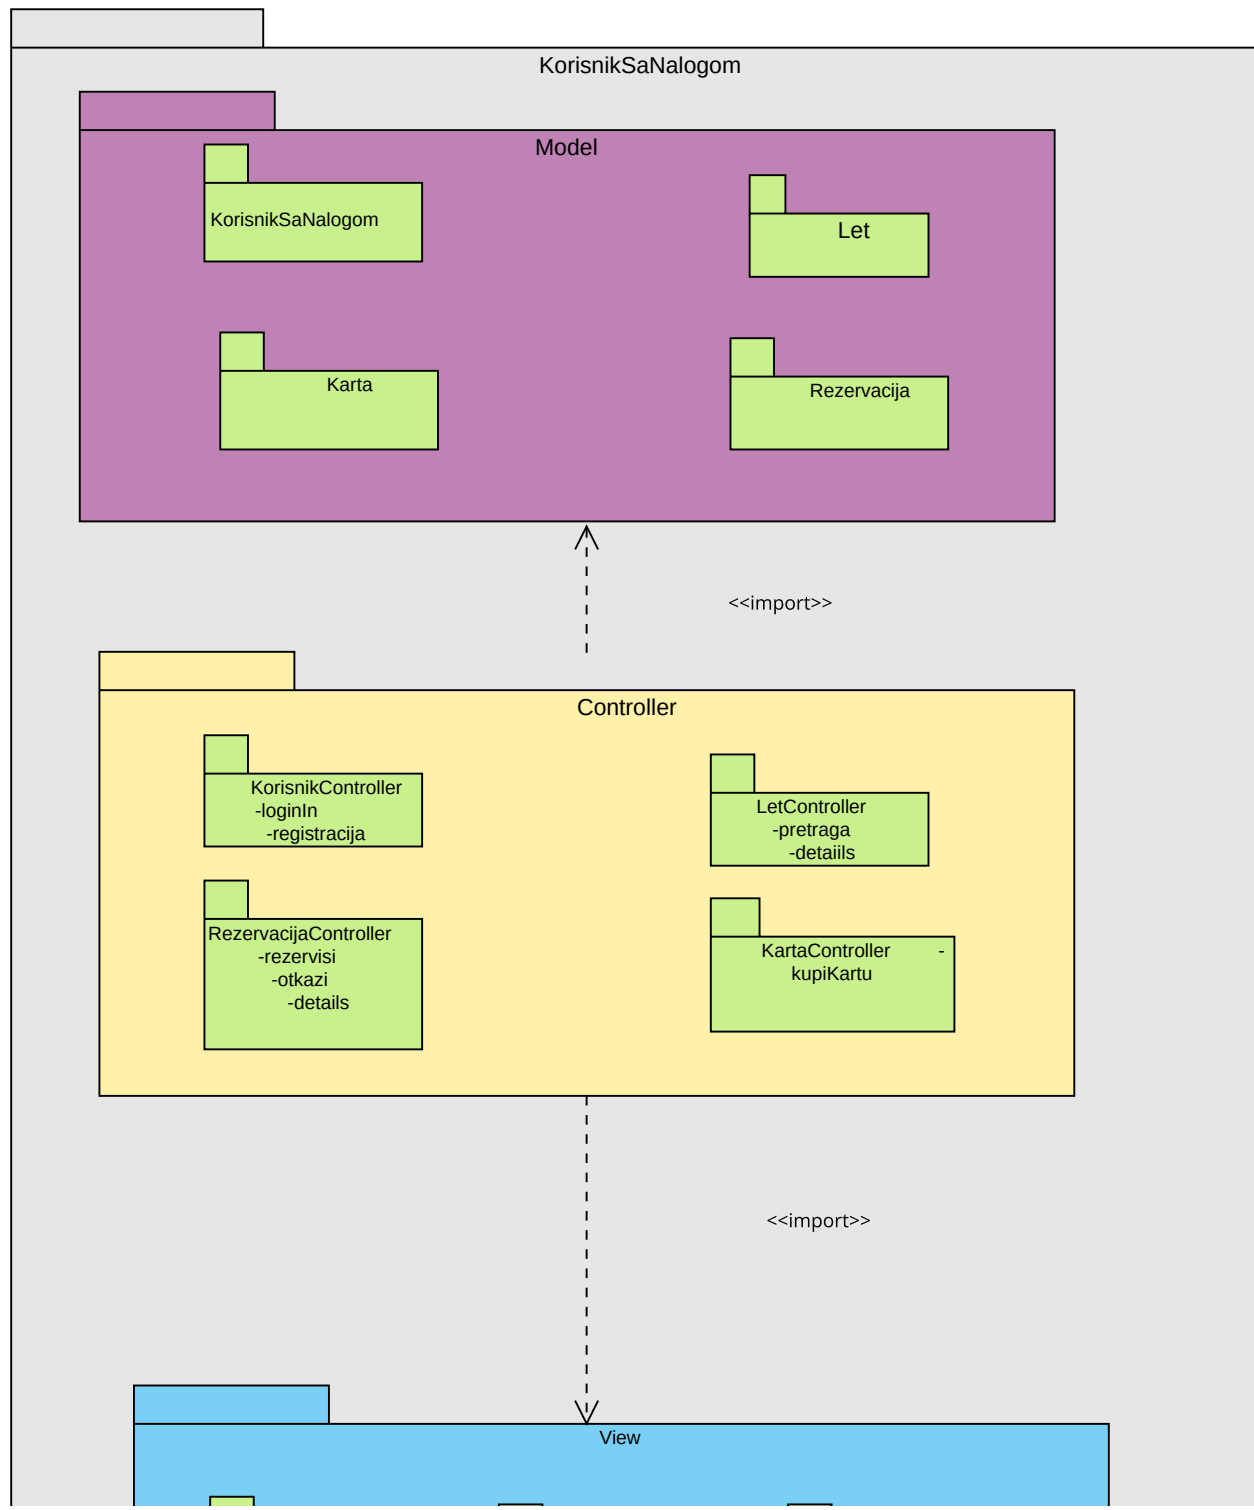 KorisnikSaNalogom
Model
KorisnikSaNalogom
Let
Karta
Rezervacija
<<import>>
Controller
KorisnikController
-loginIn
-registracija
LetController
-pretraga
-detaiils
RezervacijaController
-rezervisi
-otkazi
-details
KartaController -
kupiKartu
<<import>>
View